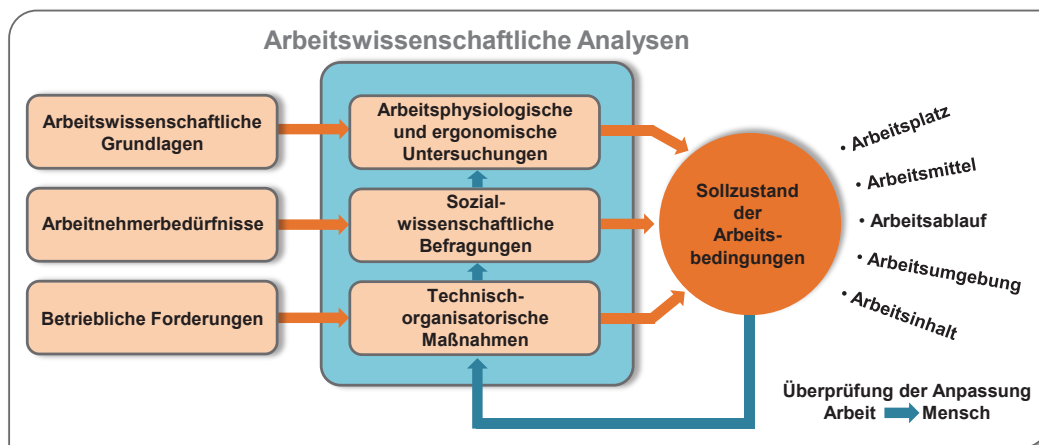 Arbeitswissenschaftliche Analysen
Arbeitswissenschaftliche
Grundlagen
Arbeitsphysiologische
und ergonomische
Untersuchungen
Arbeitnehmerbedürfnisse
Sozial-
wissenschaftliche
Befragungen
Betriebliche Forderungen
Technisch-
organisatorische
Maßnahmen
Sollzustand
der
Arbeits-
bedingungen
• Arbeitsplatz
• Arbeitsmittel
• Arbeitsablauf
• Arbeitsumgebung
• Arbeitsinhalt
Überprüfung der Anpassung
Arbeit Mensch